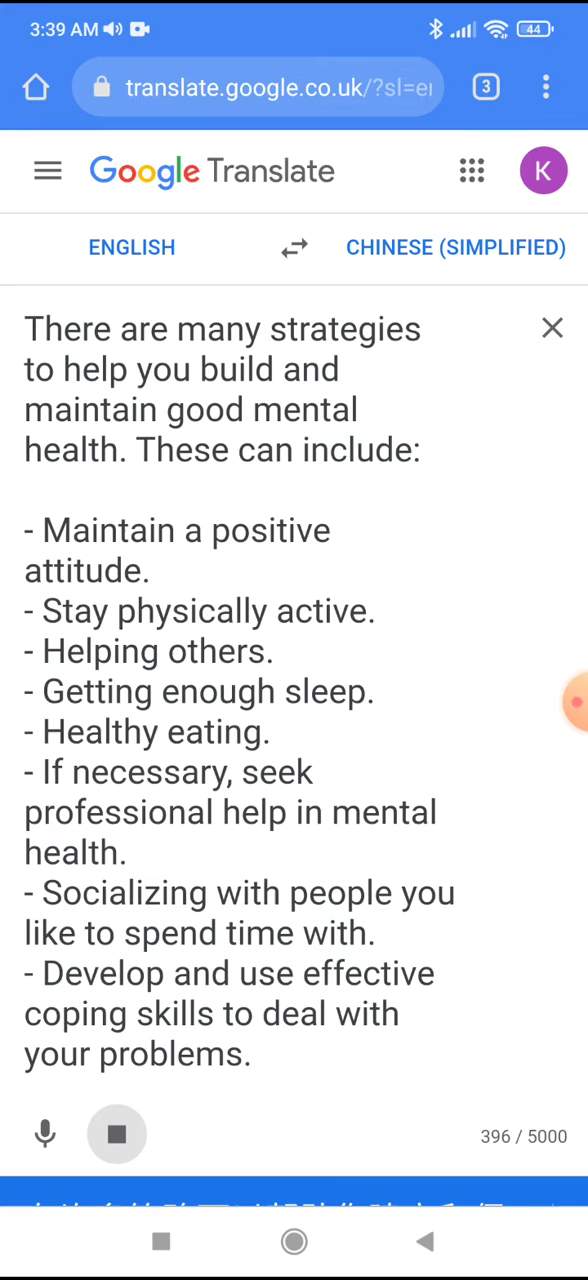 3:39 AM
44
translate.google.co.uk/?sl=en
3
Google Translate
K
ENGLISH
CHINESE (SIMPLIFIED)
There are many strategies
to help you build and
maintain good mental
health. These can include:
- Maintain a positive
attitude.
- Stay physically active.
- Helping others.
- Getting enough sleep.
- Healthy eating.
- If necessary, seek
professional help in mental
health.
- Socializing with people you
like to spend time with.
- Develop and use effective
coping skills to deal with
your problems.
396 / 5000